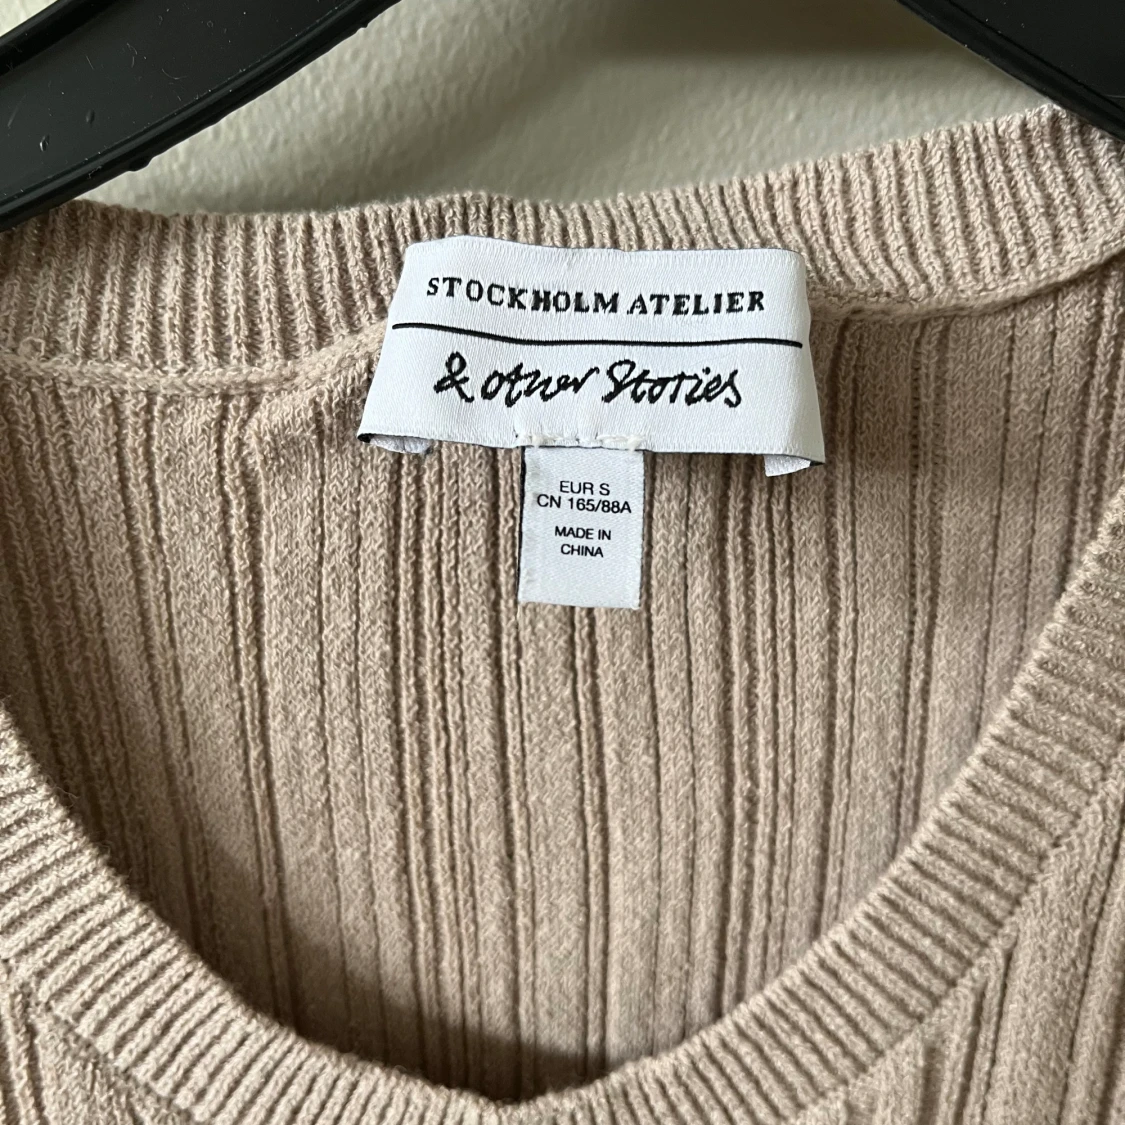 STOCKHOLM ATELIER
& other Stories
EUR S
CN 165/88A
MADE IN
CHINA